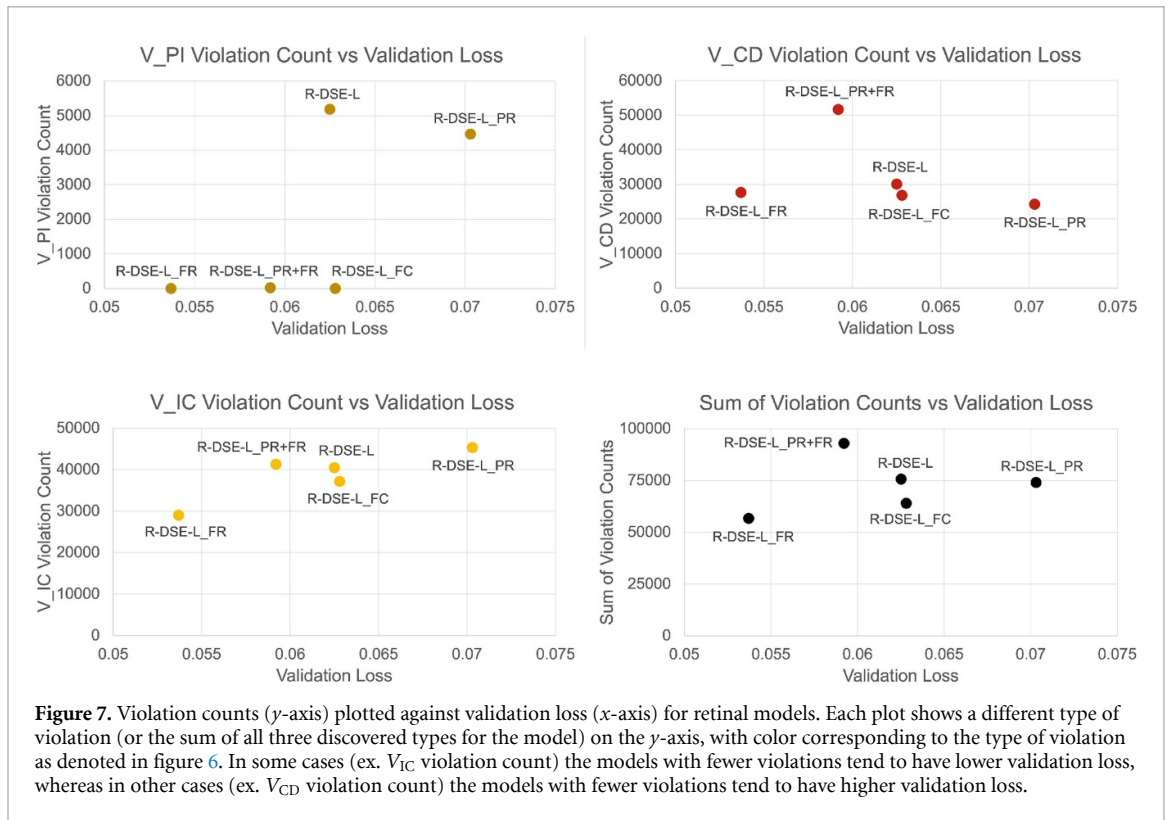 V_PI Violation Count vs Validation Loss
V_PI Violation Count
6000
5000
4000
3000
2000
1000
0
R-DSE-L
R-DSE-L_PR
R-DSE-L_FR
R-DSE-L_PR+FR
R-DSE-L_FC
0.05
0.055
0.06
0.065
0.07
0.075
Validation Loss
V_CD Violation Count vs Validation Loss
V_CD Violation Count
60000
50000
40000
30000
20000
10000
0
R-DSE-L_PR+FR
R-DSE-L
R-DSE-L_FR
R-DSE-L_FC
R-DSE-L_PR
0.05
0.055
0.06
0.065
0.07
0.075
Validation Loss
V_IC Violation Count vs Validation Loss
V_IC Violation Count
50000
40000
30000
20000
10000
0
R-DSE-L_PR+FR
R-DSE-L
R-DSE-L_PR
R-DSE-L_FC
R-DSE-L_FR
0.05
0.055
0.06
0.065
0.07
0.075
Validation Loss
Sum of Violation Counts vs Validation Loss
Sum of Violation Counts
100000
75000
50000
25000
0
R-DSE-L_PR+FR
R-DSE-L
R-DSE-L_PR
R-DSE-L_FC
R-DSE-L_FR
0.05
0.055
0.06
0.065
0.07
0.075
Validation Loss
Figure 7. Violation counts (y-axis) plotted against validation loss (x-axis) for retinal models. Each plot shows a different type of
violation (or the sum of all three discovered types for the model) on the y-axis, with color corresponding to the type of violation
as denoted in figure 6. In some cases (ex. V_IC violation count) the models with fewer violations tend to have lower validation loss,
whereas in other cases (ex. V_CD violation count) the models with fewer violations tend to have higher validation loss.